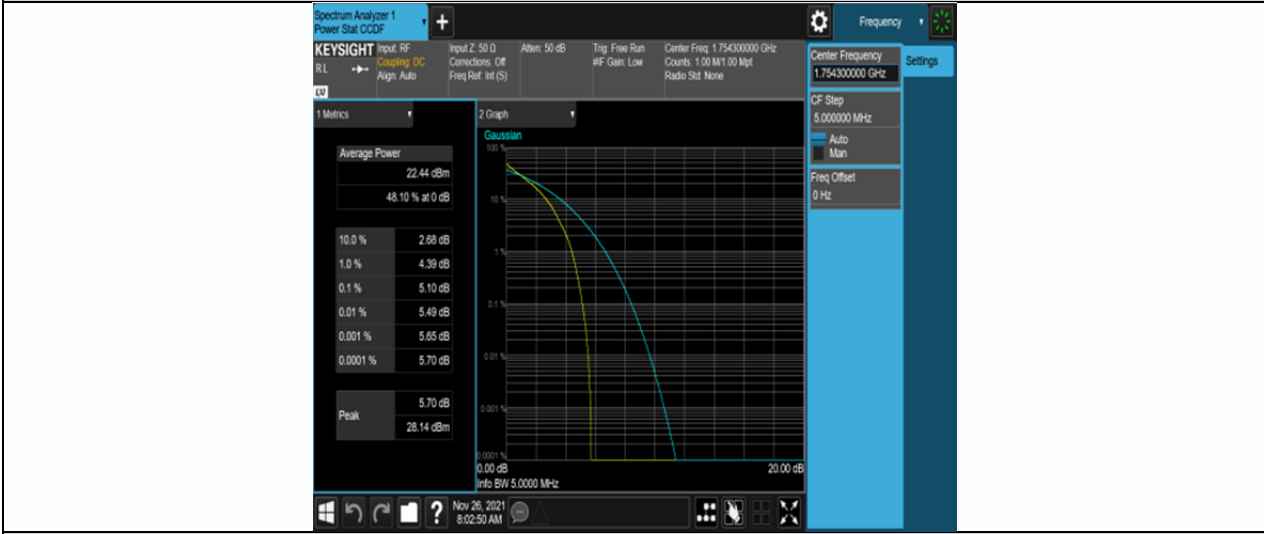 Spectrum Analyzer 1
Power Stat CCDF
Frequency
KEYSIGHT
RL
Input: RF
Coupling: DC
Align: Auto
Input Z: 50 Ω
Corrections: Off
Freq Ref: Int (S)
Atten: 50 dB
Trig: Free Run
#IF Gain: Low
Center Freq: 1.754300000 GHz
Counts: 1.00 M/1.00 Mpt
Radio Std: None
LXI
Center Frequency
1.754300000 GHz
Settings
CF Step
5.000000 MHz
Auto
Man
Freq Offset
0 Hz
1 Metrics
Average Power
22.44 dBm
48.10 % at 0 dB
10.0 % 2.68 dB
1.0 % 4.39 dB
0.1 % 5.10 dB
0.01 % 5.49 dB
0.001 % 5.65 dB
0.0001 % 5.70 dB
Peak
5.70 dB
28.14 dBm
2 Graph
Gaussian
100 %
10 %
1 %
0.1 %
0.01 %
0.001 %
0.0001 %
0.00 dB 20.00 dB
Info BW 5.0000 MHz
?
Nov 26, 2021
8:02:50 AM